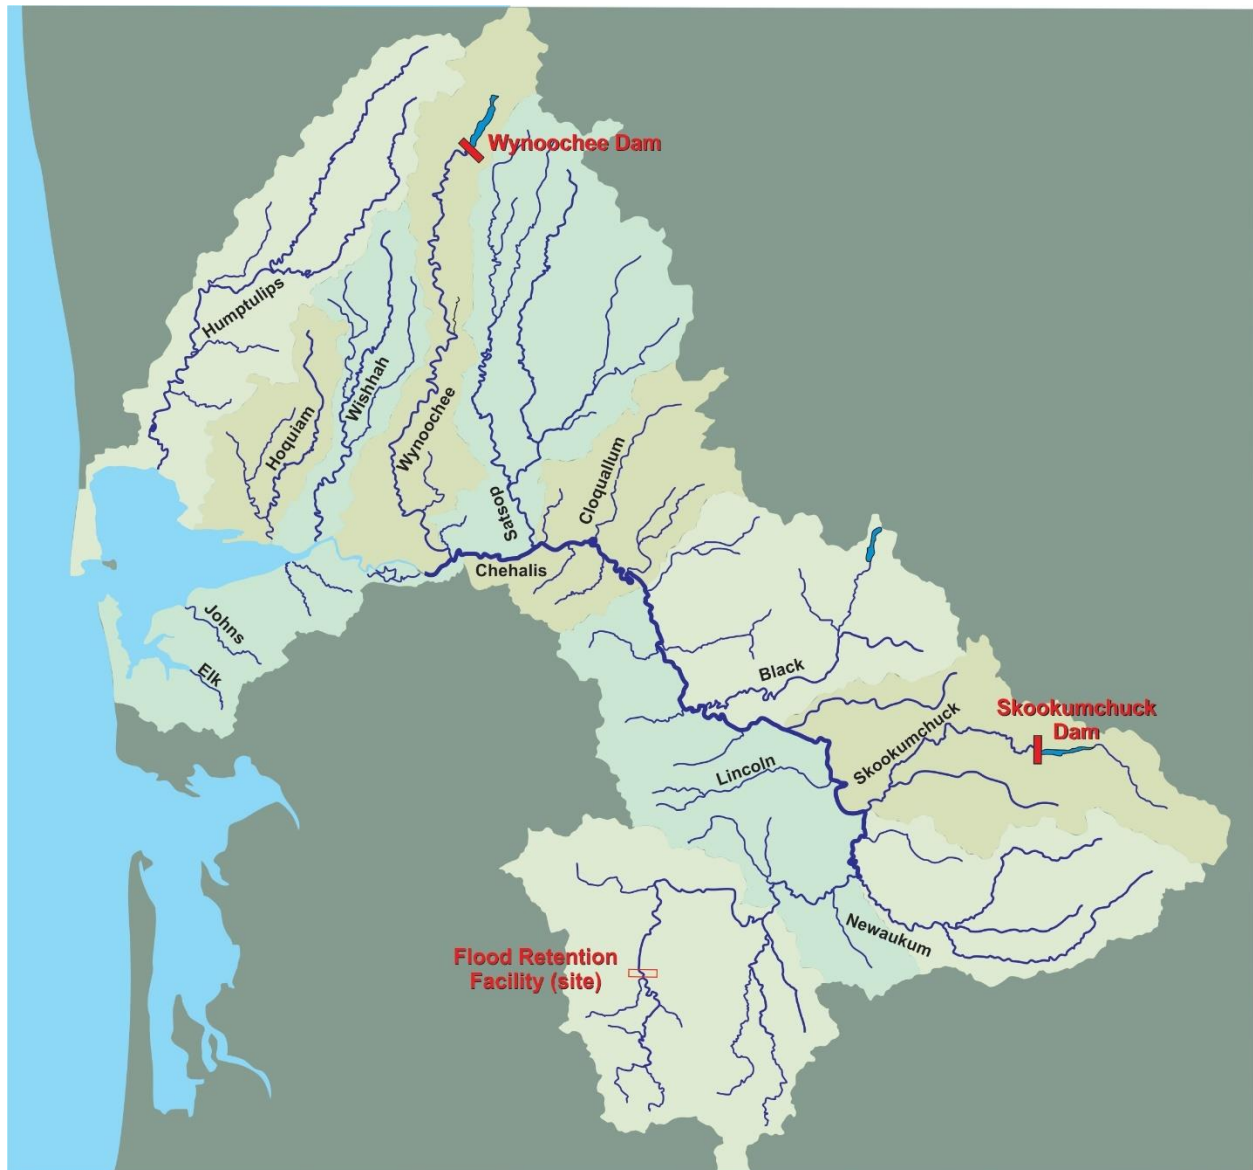 Wynoochee Dam
Humptulips
Wishhah
Hoquiam
Wynoochee
Satsop
Cloquallum
Chehalis
Johns
Elk
Black
Skookumchuck
Skookumchuck
Dam
Lincoln
Newaukum
Flood Retention
Facility (site)